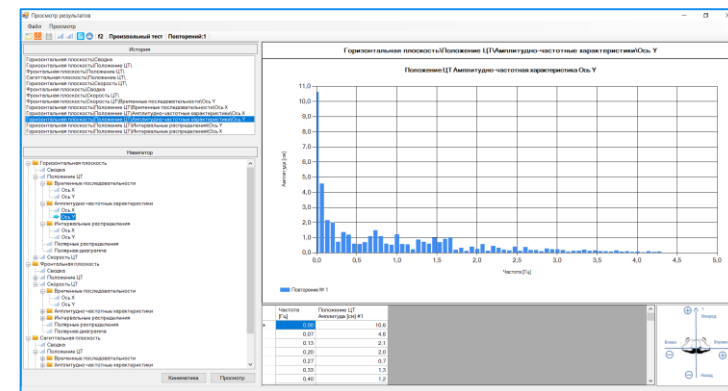 Просмотр результатов
Файл Просмотр
f2 Произвольный тест Повторений:1
История
Горизонтальная плоскость\Сводка
Горизонтальная плоскость\Положение ЦТ\
Фронтальная плоскость\Положение ЦТ\
Сагиттальная плоскость\Положение ЦТ\
Горизонтальная плоскость\Скорость ЦТ\
Фронтальная плоскость\Сводка
Фронтальная плоскость\Скорость ЦТ\
Фронтальная плоскость\Скорость ЦТ\Временные последовательности\Ось X
Горизонтальная плоскость\Положение ЦТ\Временные последовательности\Ось X
Горизонтальная плоскость\Положение ЦТ\Амплитудно-частотные характеристики\Ось X
Горизонтальная плоскость\Положение ЦТ\Амплитудно-частотные характеристики\Ось Y
Горизонтальная плоскость\Положение ЦТ\Интервальные распределения\Ось Y
Горизонтальная плоскость\Положение ЦТ\Интервальные распределения\Ось X
Навигатор
Горизонтальная плоскость
Сводка
Положение ЦТ
Временные последовательности
Ось X
Ось Y
Амплитудно-частотные характеристики
Ось X
Ось Y
Интервальные распределения
Ось X
Ось Y
Полярные распределения
Полярная диаграмма
Скорость ЦТ
Фронтальная плоскость
Сводка
Положение ЦТ
Скорость ЦТ
Временные последовательности
Ось X
Ось Y
Амплитудно-частотные характеристики
Интервальные распределения
Полярные распределения
Полярная диаграмма
Сагиттальная плоскость
Сводка
Положение ЦТ
Временные последовательности
Амплитудно-частотные характеристики
Кинематика Просмотр
Горизонтальная плоскость\Положение ЦТ\Амплитудно-частотные характеристики\Ось Y
Положение ЦТ Амплитудно-частотная характеристика Ось Y
Амплитуда [см]
11,0
10,0
9,0
8,0
7,0
6,0
5,0
4,0
3,0
2,0
1,0
0,0
0,0 0,5 1,0 1,5 2,0 2,5 3,0 3,5 4,0 4,5 5,0
Частота [Гц]
Повторение № 1
Частота [Гц] Положение ЦТ Амплитуда [см] #1
0,00 10,6
0,07 4,6
0,13 2,1
0,20 2,0
0,27 0,7
0,33 1,3
0,40 1,2
Y
Влево Вправо
Назад